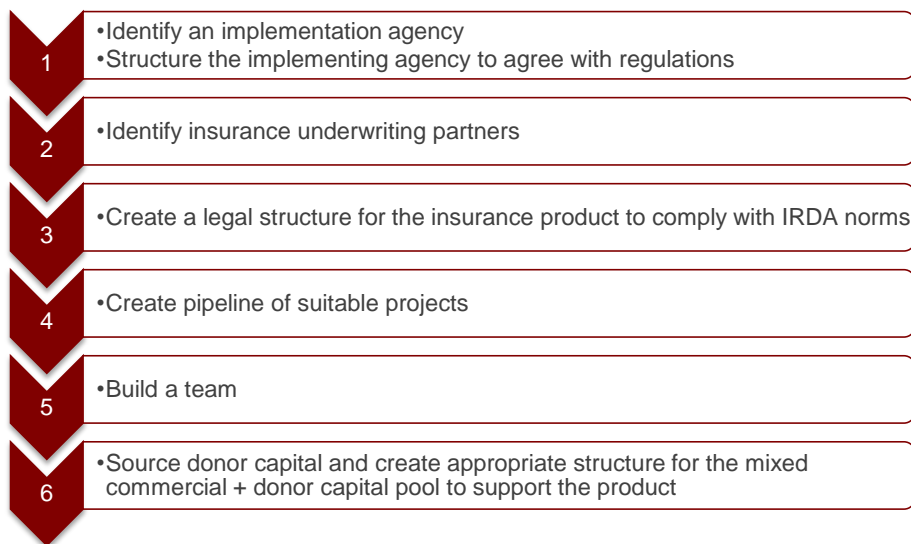 1
•Identify an implementation agency
•Structure the implementing agency to agree with regulations
2
•Identify insurance underwriting partners
3
•Create a legal structure for the insurance product to comply with IRDA norms
4
•Create pipeline of suitable projects
5
•Build a team
6
•Source donor capital and create appropriate structure for the mixed
commercial + donor capital pool to support the product